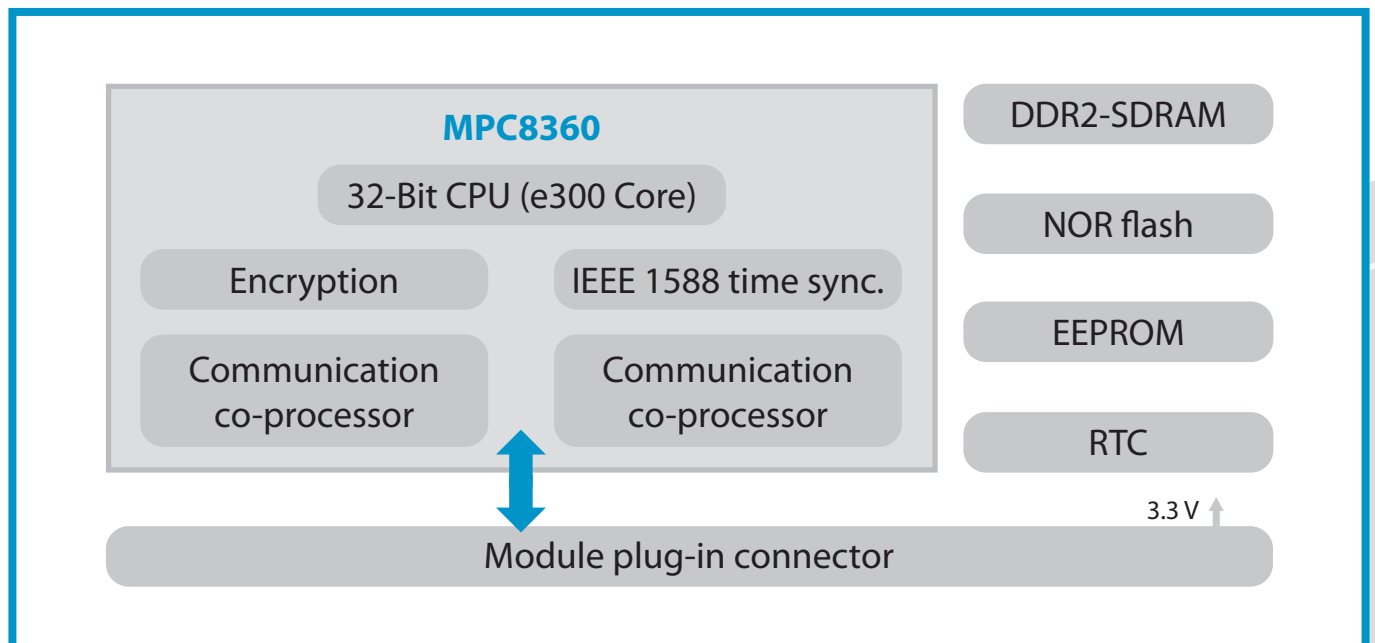 MPC8360
32-Bit CPU (e300 Core)
Encryption
IEEE 1588 time sync.
Communication
co-processor
Communication
co-processor
DDR2-SDRAM
NOR flash
EEPROM
RTC
3.3 V
Module plug-in connector